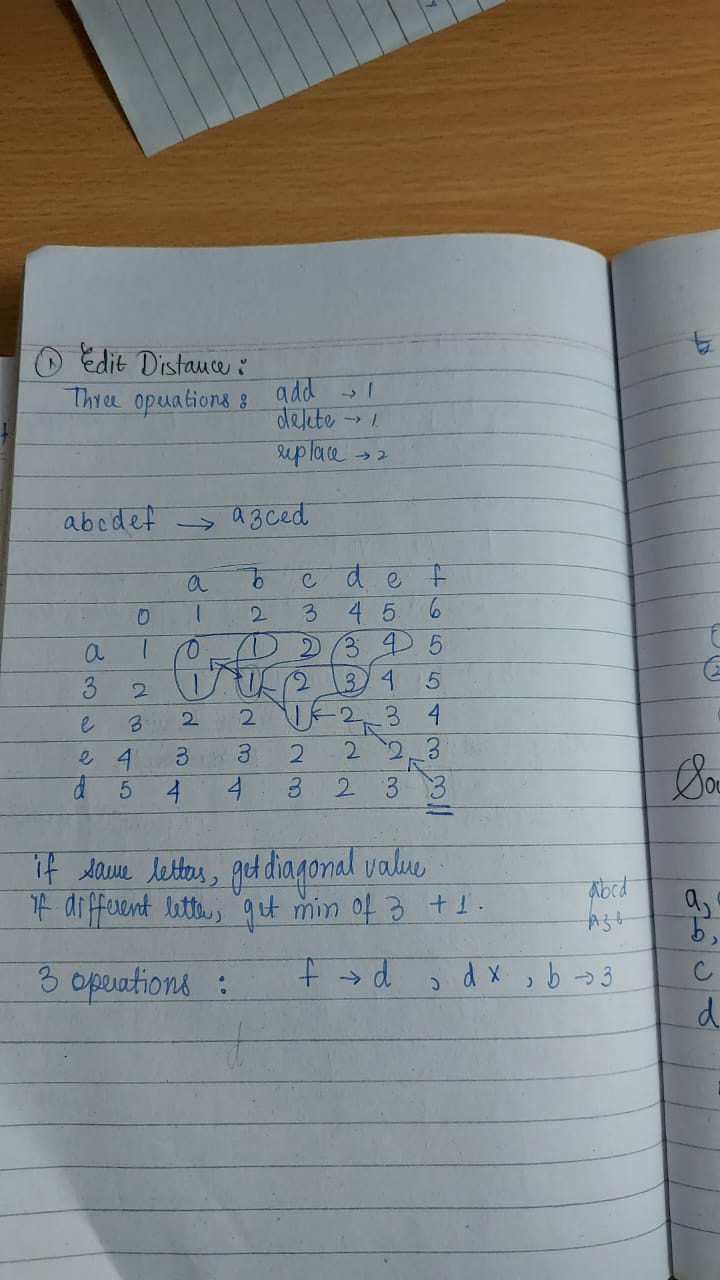 ① Edit Distance :
Three operations : add → 1
delete → 1
replace → 2
abcdef → a3ced
a b c d e f
0 1 2 3 4 5 6
a 1 0 1 2 3 4 5
3 2 1 1 2 3 4 5
c 3 2 2 1 2 3 4
e 4 3 3 2 2 2 3
d 5 4 4 3 2 3 3
if same letters, get diagonal value
if different letter, get min of 3 + 1.
abcd
a3c
3 operations : f → d , d x , b → 3
d
Sou
a,
b,
c
d